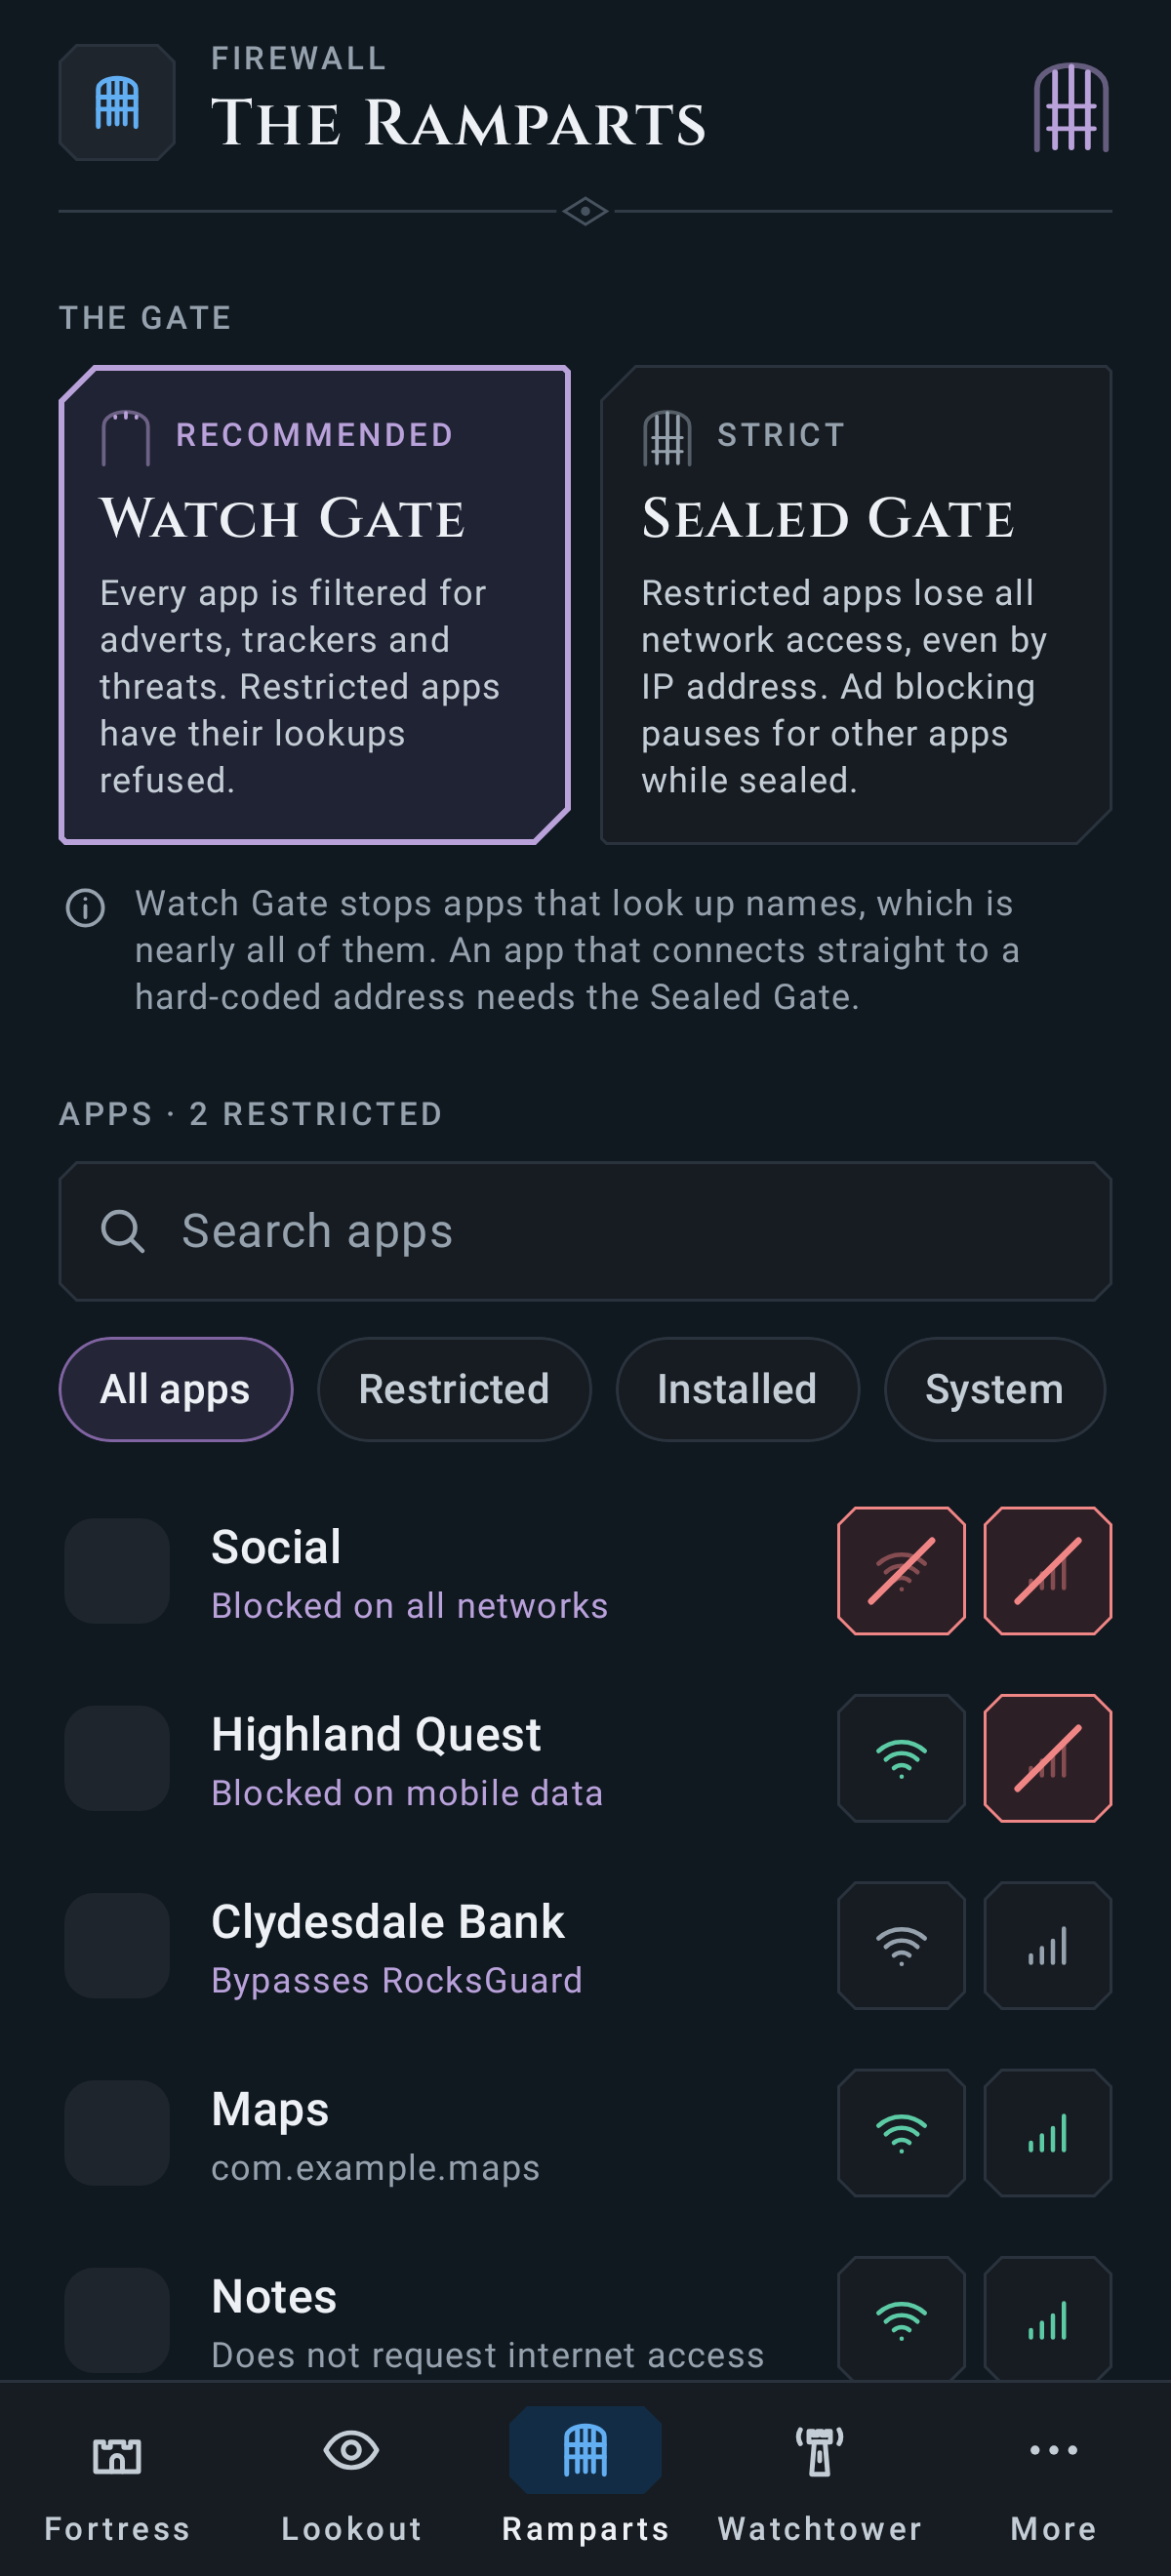 FIREWALL
THE RAMPARTS
THE GATE
RECOMMENDED
WATCH GATE
Every app is filtered for
adverts, trackers and
threats. Restricted apps
have their lookups
refused.
STRICT
SEALED GATE
Restricted apps lose all
network access, even by
IP address. Ad blocking
pauses for other apps
while sealed.
Watch Gate stops apps that look up names, which is
nearly all of them. An app that connects straight to a
hard-coded address needs the Sealed Gate.
APPS · 2 RESTRICTED
Search apps
All apps
Restricted
Installed
System
Social
Blocked on all networks
Highland Quest
Blocked on mobile data
Clydesdale Bank
Bypasses RocksGuard
Maps
com.example.maps
Notes
Does not request internet access
Fortress
Lookout
Ramparts
Watchtower
More